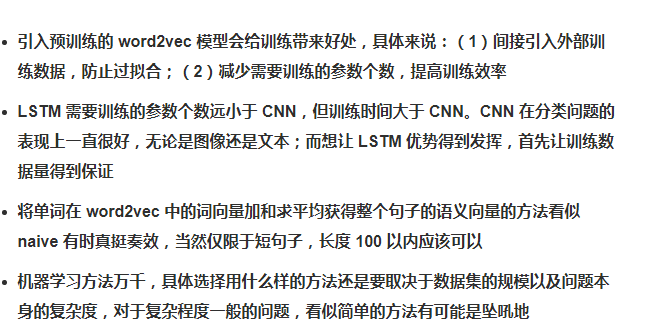 引入预训练的 word2vec 模型会给训练带来好处，具体来说：（1）间接引入外部训
练数据，防止过拟合；（2）减少需要训练的参数个数，提高训练效率
LSTM 需要训练的参数个数远小于 CNN，但训练时间大于 CNN。CNN 在分类问题的
表现上一直很好，无论是图像还是文本；而想让 LSTM 优势得到发挥，首先让训练数
据量得到保证
将单词在 word2vec 中的词向量加和求平均获得整个句子的语义向量的方法看似
naive 有时真挺奏效，当然仅限于短句子，长度 100 以内应该可以
机器学习方法万千，具体选择用什么样的方法还是要取决于数据集的规模以及问题本
身的复杂度，对于复杂程度一般的问题，看似简单的方法有可能是坠吼地